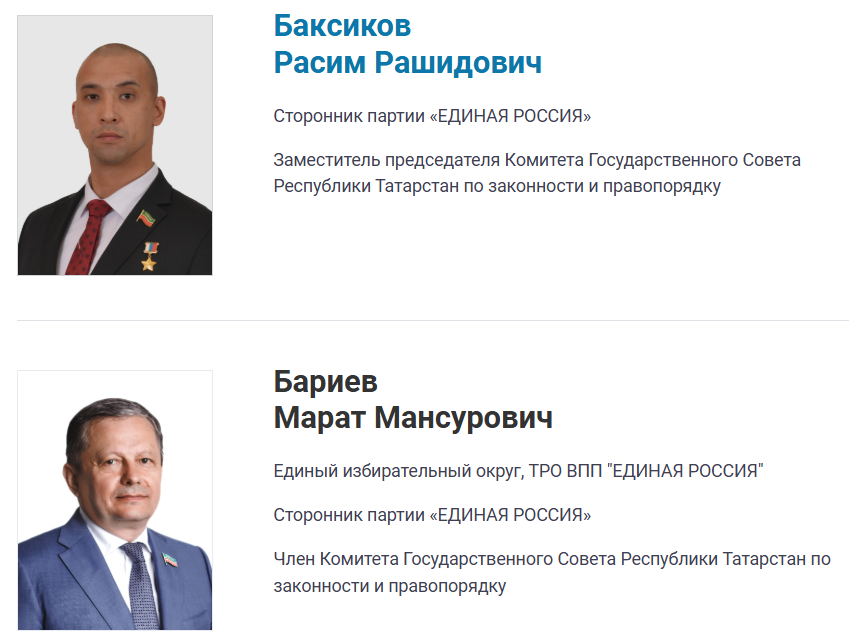 Баксиков
Расим Рашидович
Сторонник партии «ЕДИНАЯ РОССИЯ»
Заместитель председателя Комитета Государственного Совета
Республики Татарстан по законности и правопорядку
Бариев
Марат Мансурович
Единый избирательный округ, ТРО ВПП "ЕДИНАЯ РОССИЯ"
Сторонник партии «ЕДИНАЯ РОССИЯ»
Член Комитета Государственного Совета Республики Татарстан по
законности и правопорядку